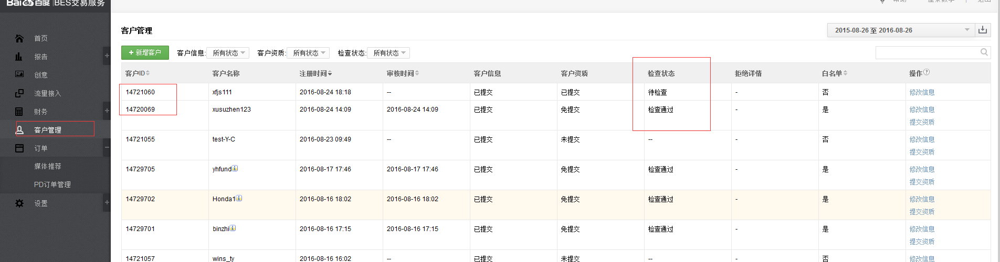 Bai百度 | BES交易服务
首页
报告
创意
流量接入
财务
客户管理
订单
媒体推荐
PD订单管理
设置
客户管理
2015-08-26 至 2016-08-26
+ 新增客户 客户信息: 所有状态 客户资质: 所有状态 检查状态: 所有状态
客户ID 客户名称 注册时间 审核时间 客户信息 客户资质 检查状态 拒绝详情 白名单 操作
14721060 xfjs111 2016-08-24 18:18 -- 已提交 已提交 待检查 - 否 修改信息
14720069 xusuzhen123 2016-08-24 14:09 2016-08-24 14:09 已提交 免提交 检查通过 - 是 修改信息
提交资质
14721055 test-Y-C 2016-08-23 09:49 -- 已提交 未提交 -- - 否 修改信息
提交资质
14729705 yhfund 2016-08-17 17:46 2016-08-17 17:46 已提交 免提交 检查通过 - 是 修改信息
提交资质
14729702 Honda1 2016-08-16 18:02 2016-08-16 18:02 已提交 免提交 检查通过 - 是 修改信息
提交资质
14729701 binzhi 2016-08-16 17:15 2016-08-16 17:15 已提交 免提交 检查通过 - 是 修改信息
提交资质
14721057 wins_ty 2016-08-16 16:02 -- 已提交 未提交 -- - 否 修改信息